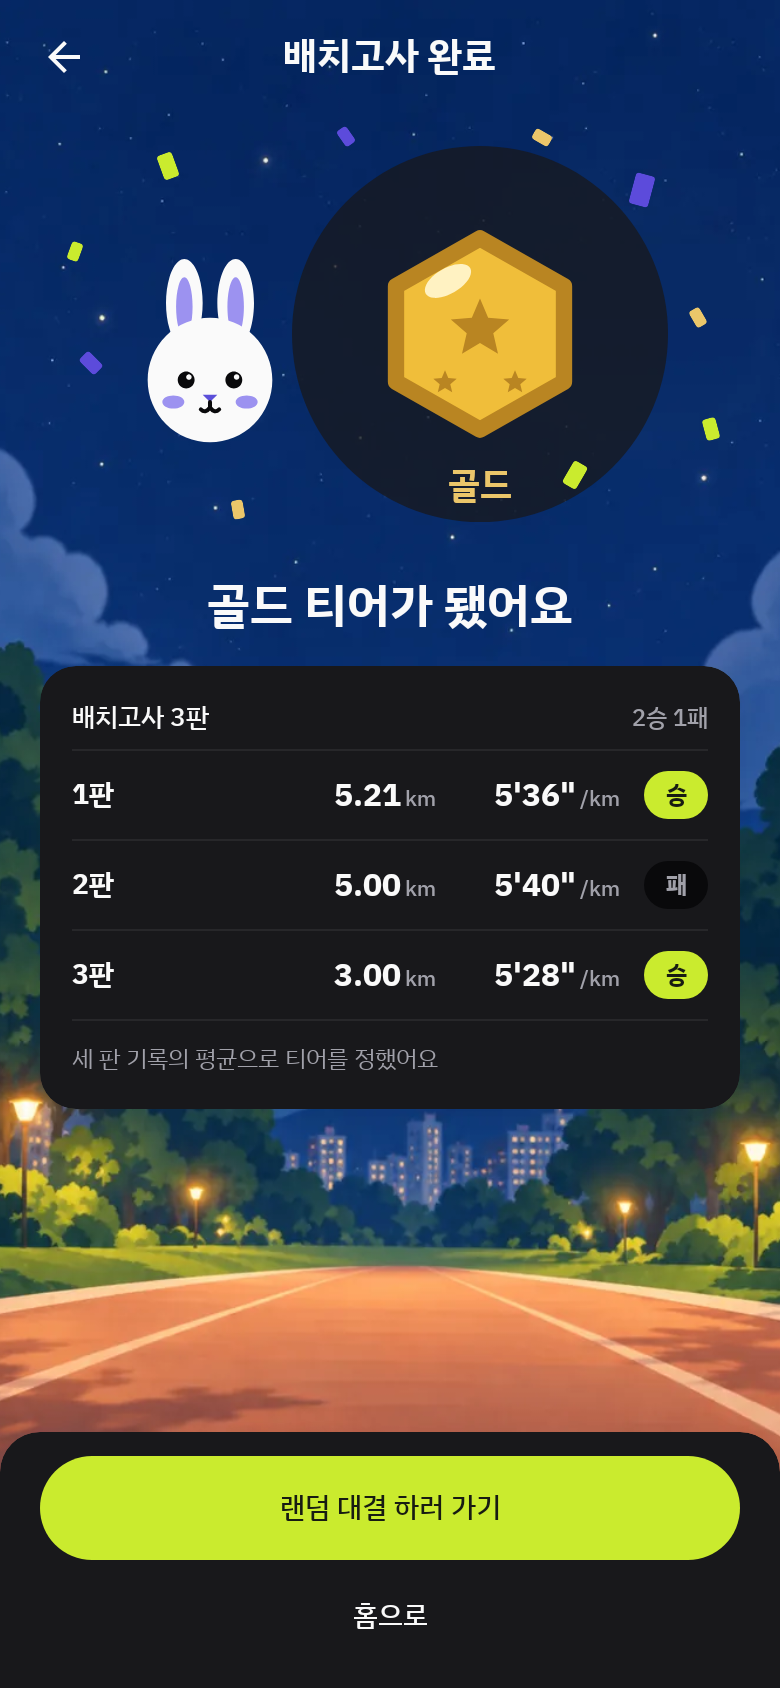 배치고사 완료
골드
골드 티어가 됐어요
배치고사 3판 2승 1패
1판 5.21 km 5'36" /km 승
2판 5.00 km 5'40" /km 패
3판 3.00 km 5'28" /km 승
세 판 기록의 평균으로 티어를 정했어요
랜덤 대결 하러 가기
홈으로